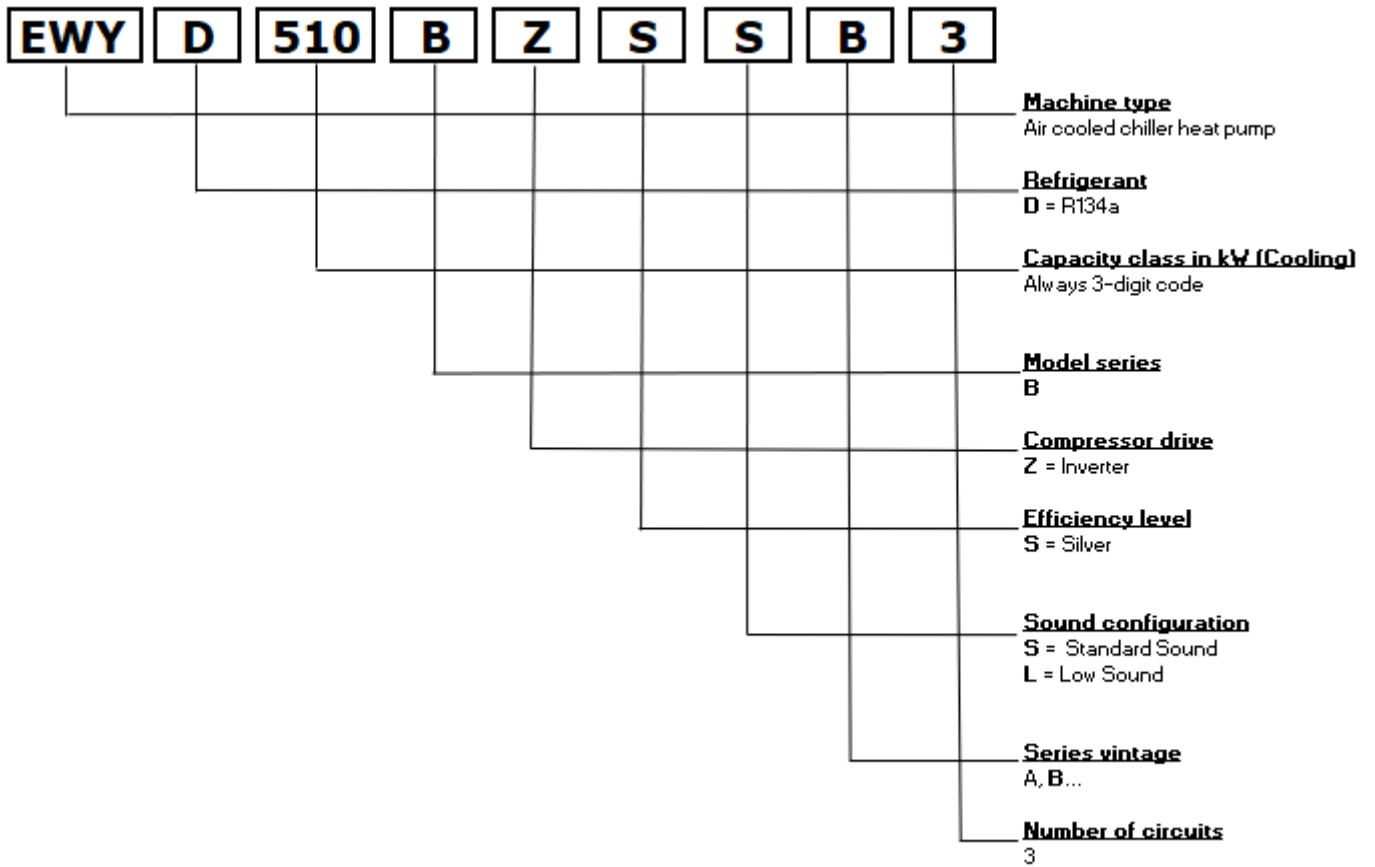 EWY D 510 B Z S S B 3
Machine type
Air cooled chiller heat pump
Refrigerant
D = R134a
Capacity class in kW (Cooling)
Always 3-digit code
Model series
B
Compressor drive
Z = Inverter
Efficiency level
S = Silver
Sound configuration
S = Standard Sound
L = Low Sound
Series vintage
A, B...
Number of circuits
3